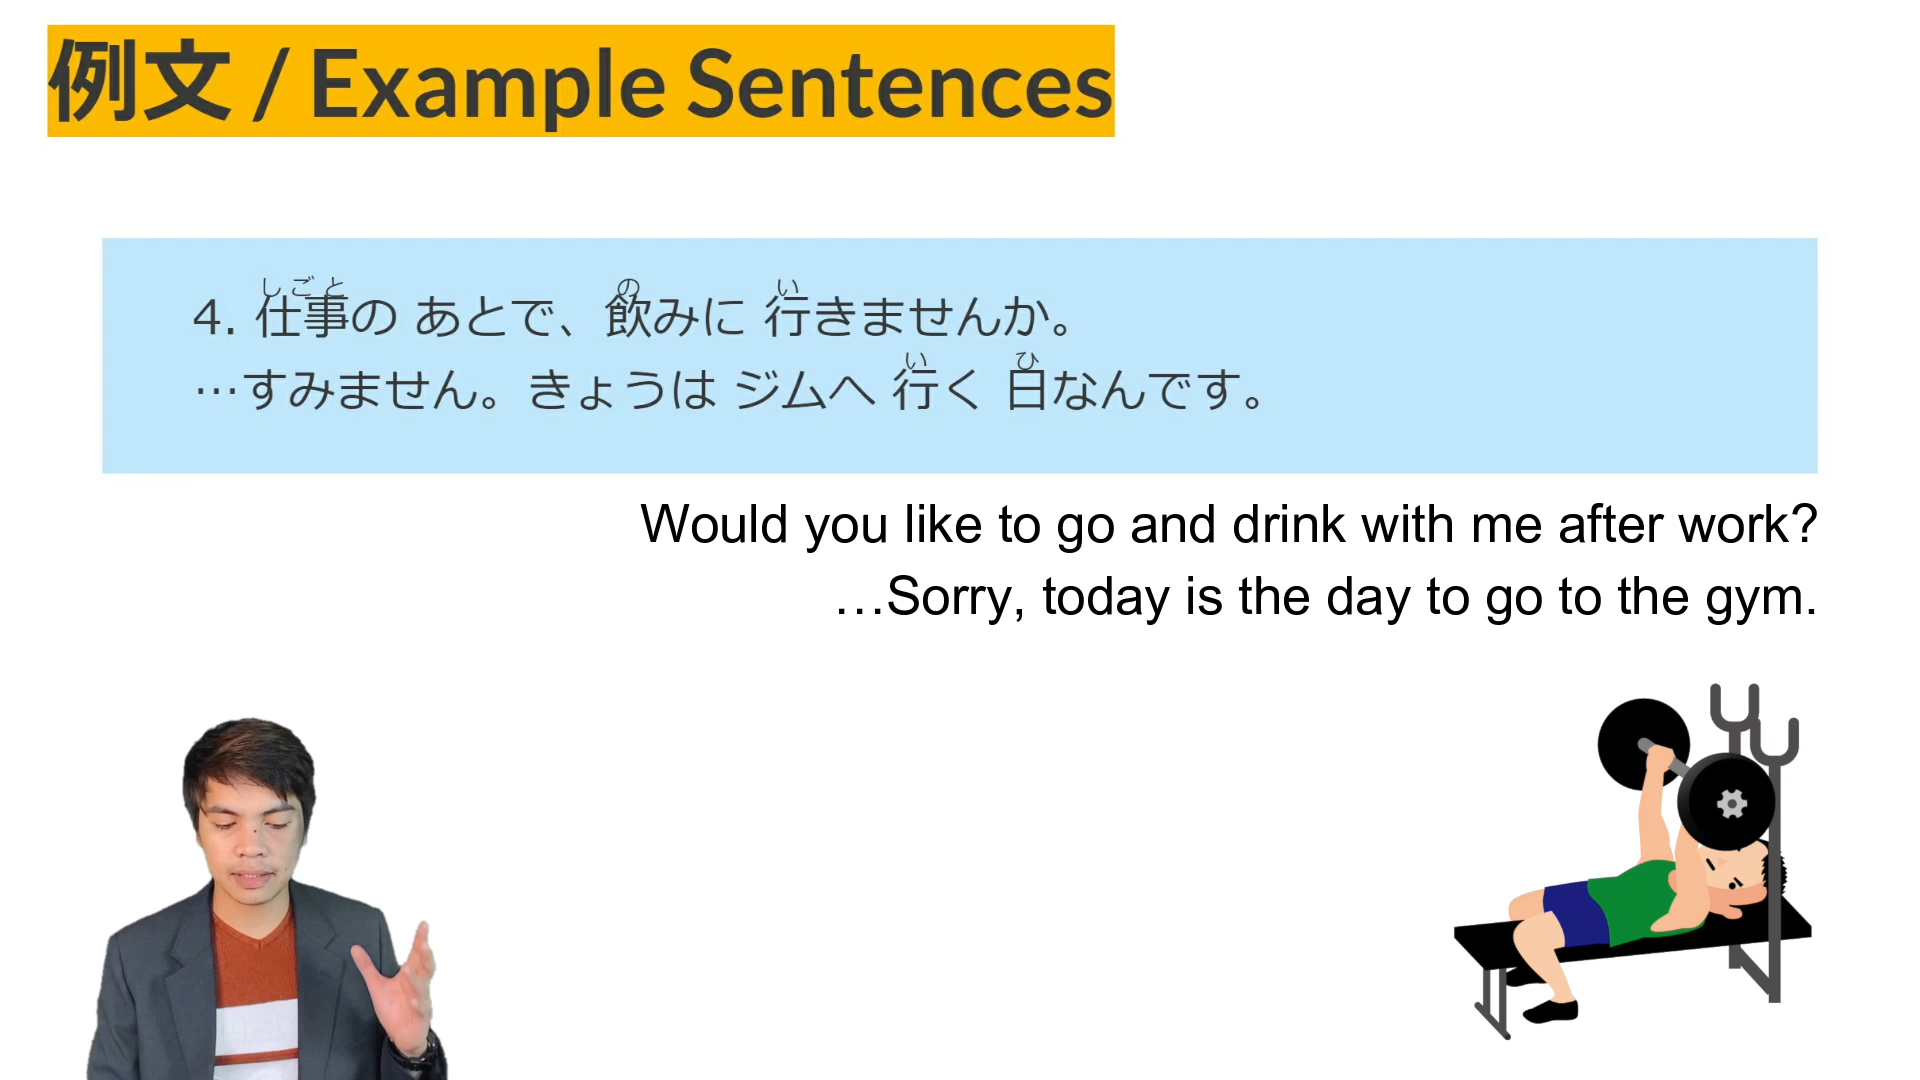 例文 / Example Sentences
しごと の い
4. 仕事の あとで、飲みに 行きませんか。
い ひ
…すみません。きょうは ジムへ 行く 日なんです。
Would you like to go and drink with me after work?
…Sorry, today is the day to go to the gym.